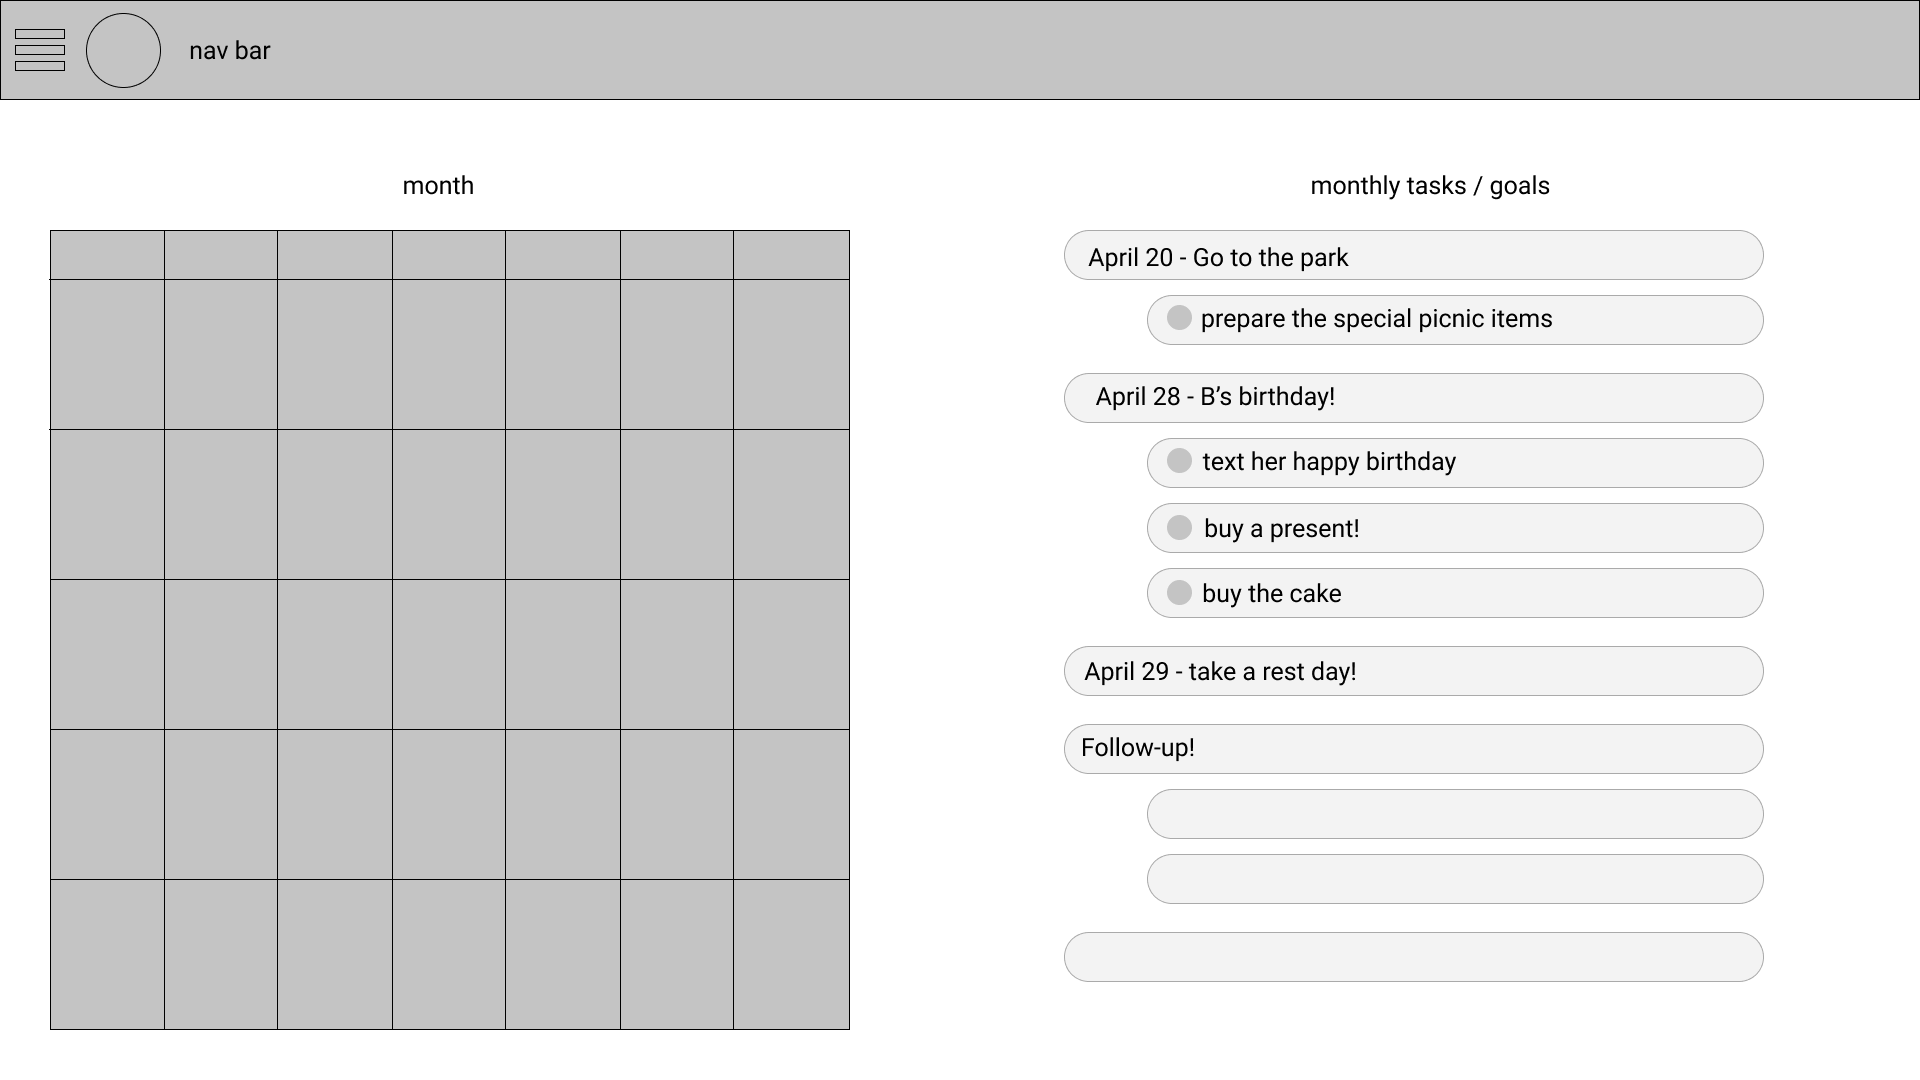 nav bar
month
monthly tasks / goals
April 20 - Go to the park
prepare the special picnic items
April 28 - B’s birthday!
text her happy birthday
buy a present!
buy the cake
April 29 - take a rest day!
Follow-up!